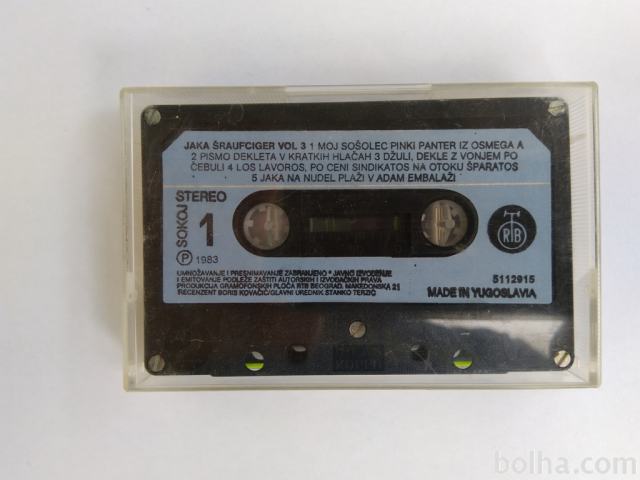 JAKA ŠRAUFCIGER VOL 3 1 MOJ SOŠOLEC PINKI PANTER IZ OSMEGA A
2 PISMO DEKLETA V KRATKIH HLAČAH 3 DŽULI, DEKLE Z VONJEM PO
ČEBULI 4 LOS LAVOROS, PO CENI SINDIKATOS NA OTOKU ŠPARATOS
5 JAKA NA NUDEL PLAŽI V ADAM EMBALAŽI
STEREO
1
SOKOJ
P 1983
RTB
UMNOŽAVANJE I PRESNIMAVANJE ZABRANJENO * JAVNO IZVOĐENJE
I EMITOVANJE PODLEŽE ZAŠTITI AUTORSKIH I IZVOĐAČKIH PRAVA
PRODUKCIJA GRAMOFONSKIH PLOČA RTB BEOGRAD, MAKEDONSKA 21
RECENZENT BORIS KOVAČIČ/GLAVNI UREDNIK STANKO TERZIĆ
5112915
MADE IN YUGOSLAVIA
bolha.com